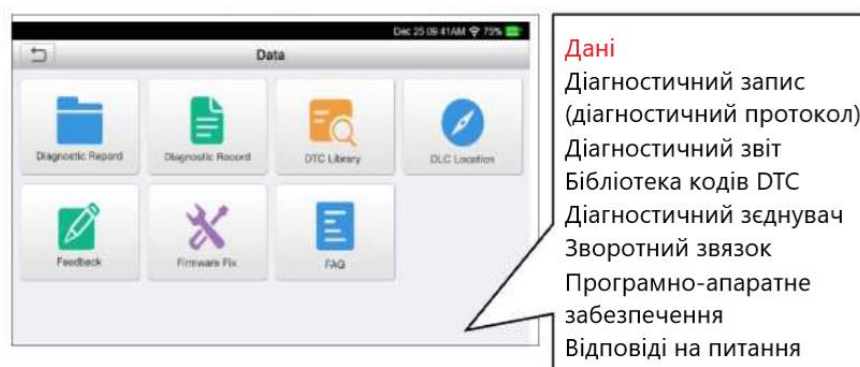 Dec 25 09:41AM 75%
Data
Diagnostic Repord
Diagnostic Record
DTC Library
DLC Location
Feedback
Firmware Fix
FAQ
Дані
Діагностичний запис
(діагностичний протокол)
Діагностичний звіт
Бібліотека кодів DTC
Діагностичний зєднувач
Зворотний звязок
Програмно-апаратне
забезпечення
Відповіді на питання